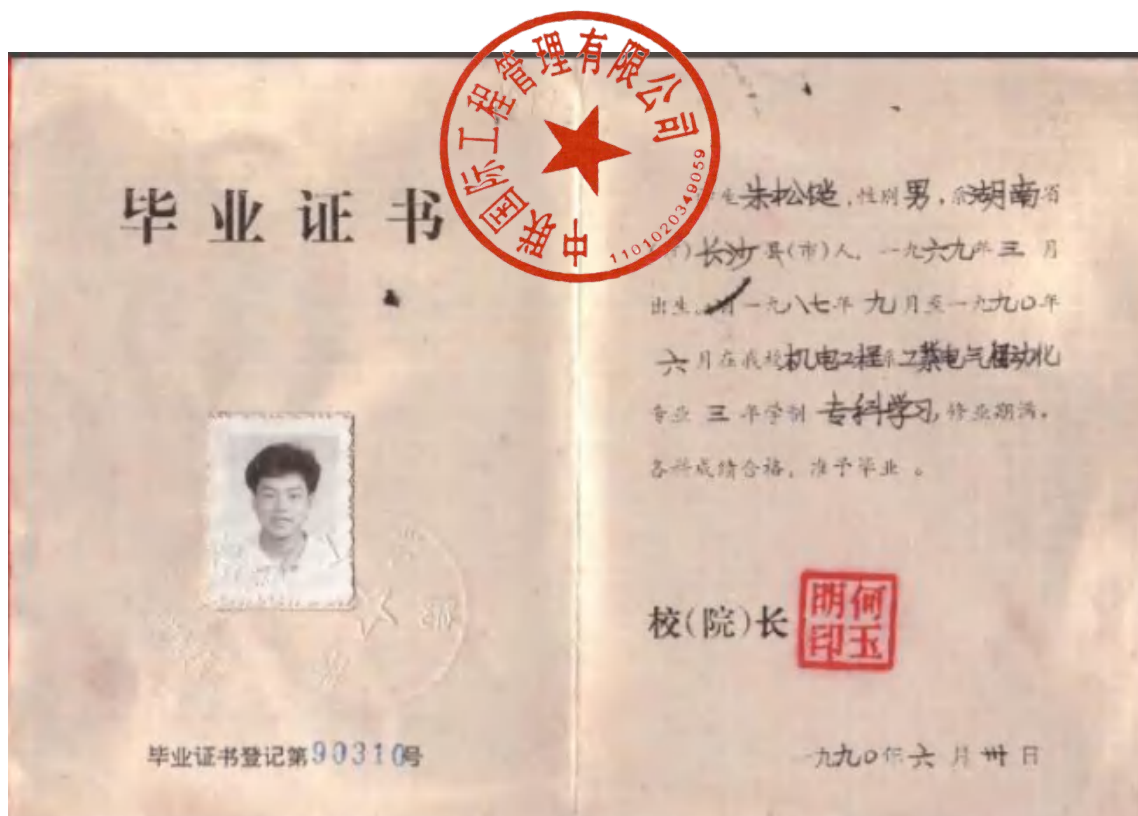 中联国际工程管理有限公司
1101020349059
毕业证书
毕业证书登记第90310号
生朱松铠，性别男，系湖南省
长沙县(市)人，一九六九年三月
出生，自一九八七年九月至一九九〇年
六月在我校机电工程系工業电气自动化
专业三年学制专科学习，修业期满，
各科成绩合格，准予毕业。
校(院)长
何玉明印
一九九〇年六月卅日